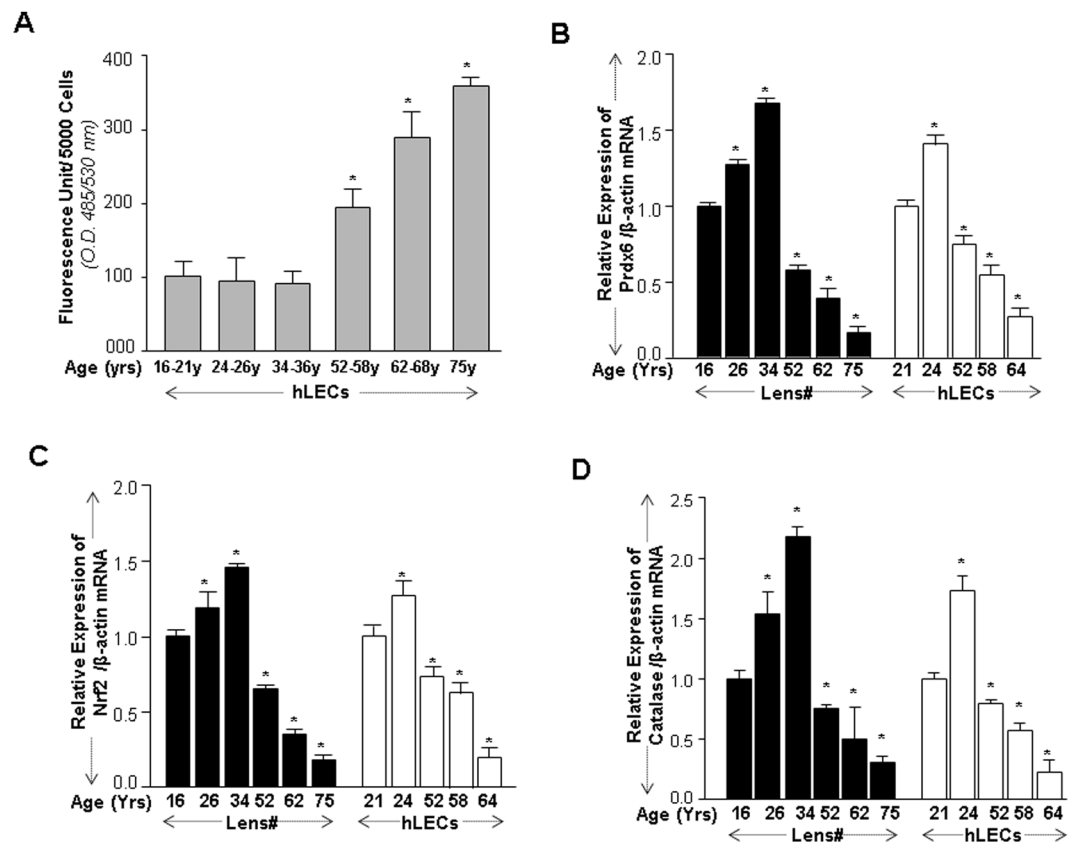 A
Fluorescence Unit/ 5000 Cells
(O.D. 485/530 nm)
400
300
200
100
000
* * *
Age (yrs) 16-21y 24-26y 34-36y 52-58y 62-68y 75y
hLECs
B
Relative Expression of
Prdx6 /β-actin mRNA
2.0
1.5
1.0
0.5
0.0
* * * * * * * * *
Age (Yrs) 16 26 34 52 62 75 21 24 52 58 64
Lens# hLECs
C
Relative Expression of
Nrf2 /β-actin mRNA
2.0
1.5
1.0
0.5
0.0
* * * * * * * * *
Age (Yrs) 16 26 34 52 62 75 21 24 52 58 64
Lens# hLECs
D
Relative Expression of
Catalase /β-actin mRNA
2.5
2.0
1.5
1.0
0.5
0.0
* * * * * * * * *
Age (Yrs) 16 26 34 52 62 75 21 24 52 58 64
Lens# hLECs